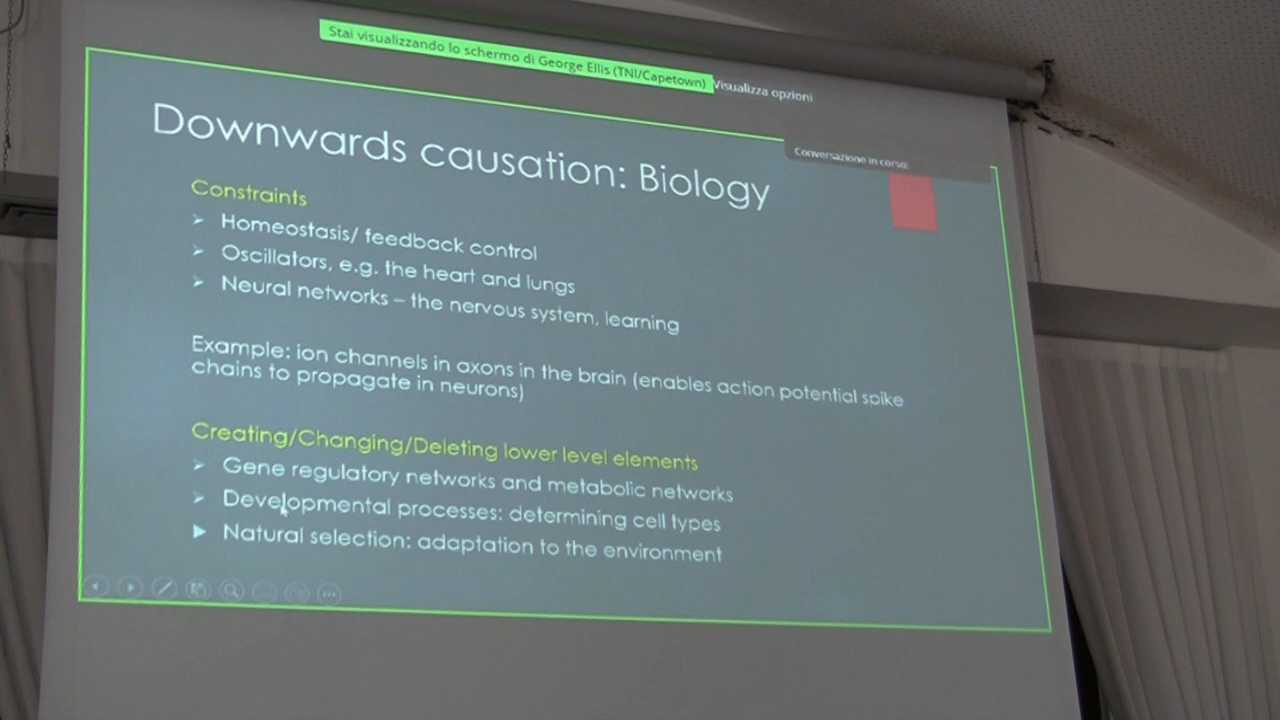 Stai visualizzando lo schermo di George Ellis (TNI/Capetown)
Visualizza opzioni
Conversazione in corso:
Downwards causation: Biology
Constraints
Homeostasis/ feedback control
Oscillators, e.g. the heart and lungs
Neural networks – the nervous system, learning
Example: ion channels in axons in the brain (enables action potential spike
chains to propagate in neurons)
Creating/Changing/Deleting lower level elements
Gene regulatory networks and metabolic networks
Developmental processes: determining cell types
Natural selection: adaptation to the environment